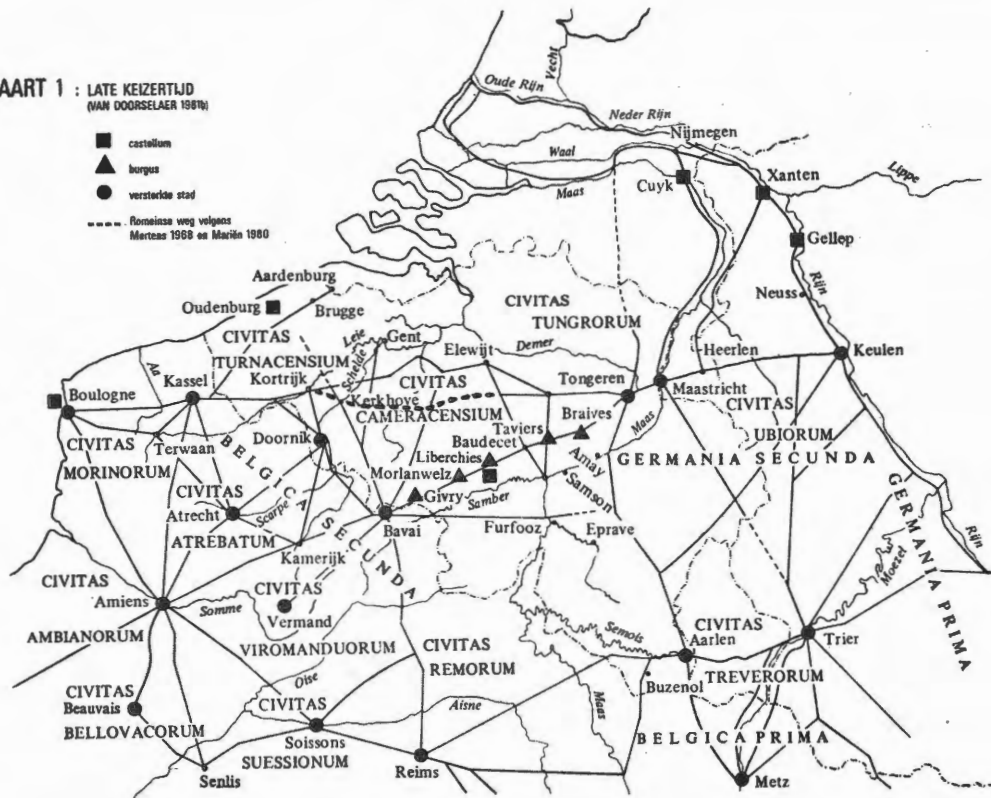 AART 1 : LATE KEIZERTIJD
(VAN DOORSELAER 1981b)
castellum
burgus
versterkte stad
Romeinse weg volgens
Mertens 1968 en Mariën 1980
Vecht
Oude Rijn
Neder Rijn
Nijmegen
Waal
Maas
Cuyk
Xanten
Lippe
Gellep
Rijn
Neuss
Aardenburg
Oudenburg
Brugge
CIVITAS
TUNGRORUM
CIVITAS
TURNACENSIUM
Leie
Gent
Schelde
Elewijt
Demer
Heerlen
Keulen
Aa
Kassel
Kortrijk
Kerkhove
CIVITAS
CAMERACENSIUM
Tongeren
Maastricht
Boulogne
CIVITAS
MORINORUM
Terwaan
Doornik
Braives
Taviers
Baudecet
Liberchies
Morlanwelz
Givry
Amay
Maas
CIVITAS
UBIORUM
GERMANIA SECUNDA
BELGICA SECUNDA
CIVITAS
Atrecht
Scarpe
ATREBATUM
Samber
Samson
Bavai
Furfooz
Eprave
Kamerijk
GERMANIA PRIMA
Rijn
Moezel
CIVITAS
Amiens
AMBIANORUM
Somme
CIVITAS
Vermand
VIROMANDUORUM
CIVITAS
REMORUM
Semois
CIVITAS
Aarlen
Trier
TREVERORUM
Buzenol
Oise
CIVITAS
Beauvais
BELLOVACORUM
CIVITAS
Soissons
SUESSIONUM
Aisne
Maas
BELGICA PRIMA
Senlis
Reims
Metz